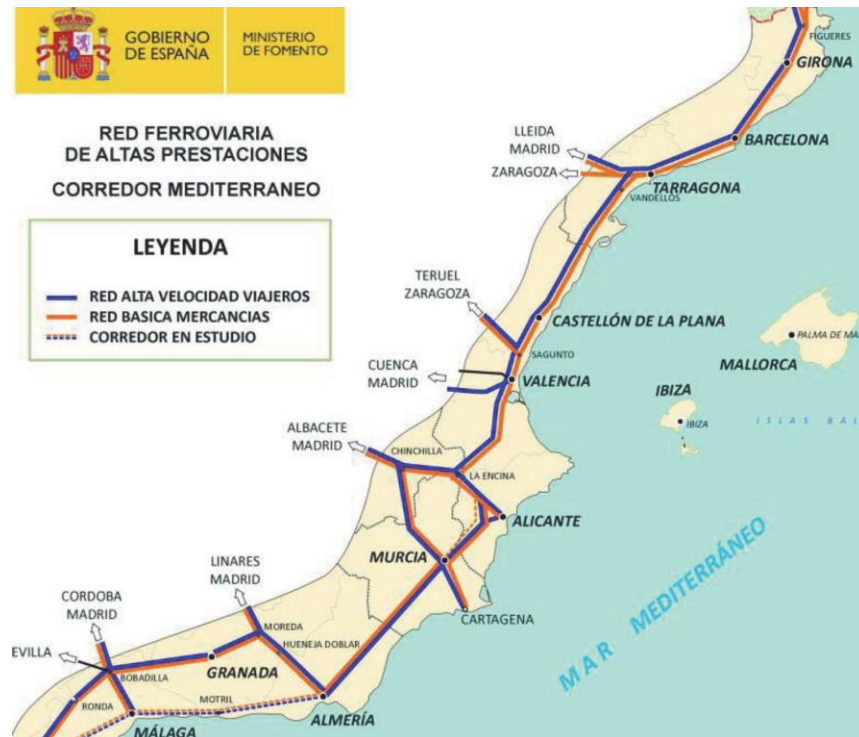 GOBIERNO
DE ESPAÑA
MINISTERIO
DE FOMENTO
RED FERROVIARIA
DE ALTAS PRESTACIONES
CORREDOR MEDITERRANEO
LEYENDA
RED ALTA VELOCIDAD VIAJEROS
RED BASICA MERCANCIAS
CORREDOR EN ESTUDIO
FIGUERES
GIRONA
BARCELONA
LLEIDA
MADRID
ZARAGOZA
TARRAGONA
VANDELLÓS
TERUEL
ZARAGOZA
CASTELLÓN DE LA PLANA
SAGUNTO
CUENCA
MADRID
VALENCIA
PALMA DE MA
MALLORCA
IBIZA
IBIZA
ISLAS BAL
ALBACETE
MADRID
CHINCHILLA
LA ENCINA
ALICANTE
MURCIA
CARTAGENA
MAR MEDITERRÁNEO
LINARES
MADRID
CORDOBA
MADRID
EVILLA
MOREDA
HUENEJA DOBLAR
GRANADA
BOBADILLA
RONDA
MOTRIL
ALMERÍA
MÁLAGA